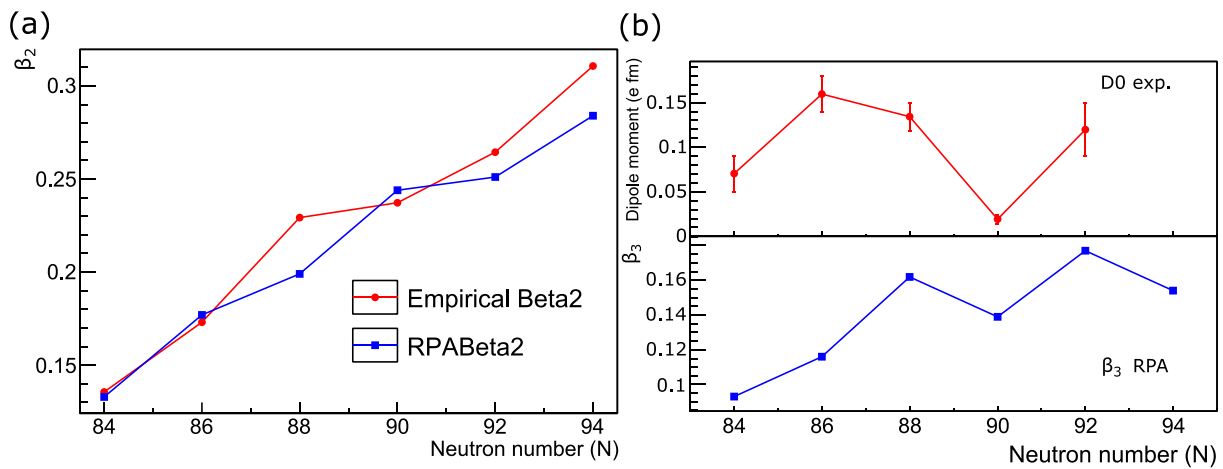 (a)
β2
0.3
0.25
0.2
0.15
Empirical Beta2
RPABeta2
84 86 88 90 92 94
Neutron number (N)
(b)
Dipole moment (e fm)
0.15
0.1
0.05
0
D0 exp.
β3
0.16
0.14
0.12
0.1
β3 RPA
84 86 88 90 92 94
Neutron number (N)